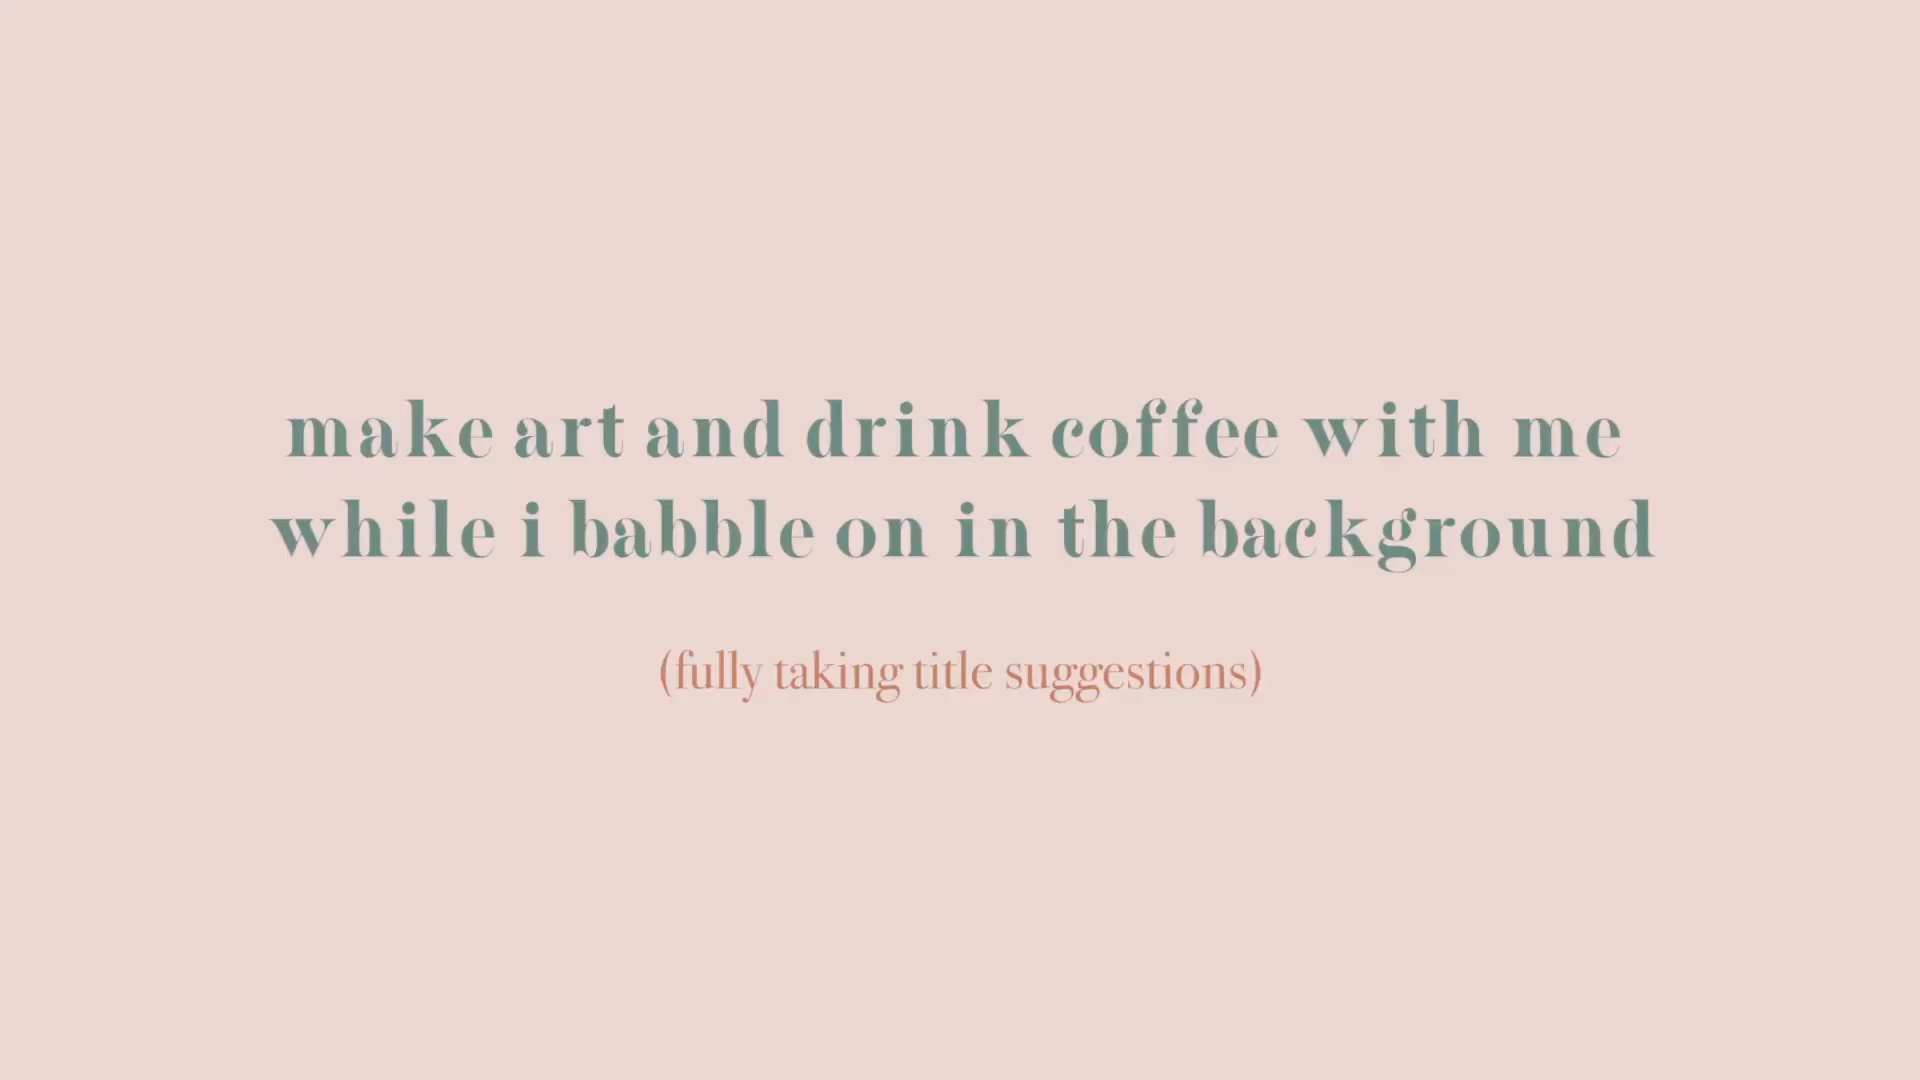 make art and drink coffee with me
while i babble on in the background
(fully taking title suggestions)